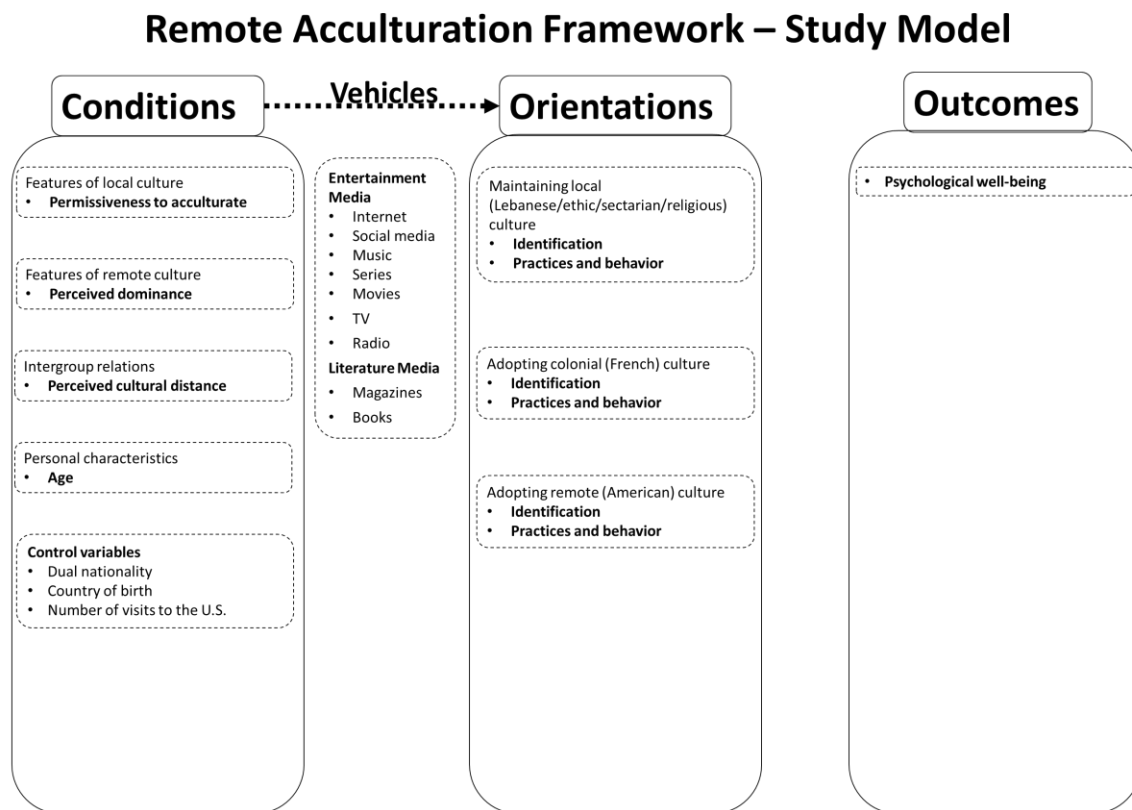 Remote Acculturation Framework – Study Model
Conditions
Vehicles
Orientations
Outcomes
Features of local culture
• Permissiveness to acculturate
Features of remote culture
• Perceived dominance
Intergroup relations
• Perceived cultural distance
Personal characteristics
• Age
Control variables
• Dual nationality
• Country of birth
• Number of visits to the U.S.
Entertainment
Media
• Internet
• Social media
• Music
• Series
• Movies
• TV
• Radio
Literature Media
• Magazines
• Books
Maintaining local
(Lebanese/ethic/sectarian/religious)
culture
• Identification
• Practices and behavior
Adopting colonial (French) culture
• Identification
• Practices and behavior
Adopting remote (American) culture
• Identification
• Practices and behavior
• Psychological well-being